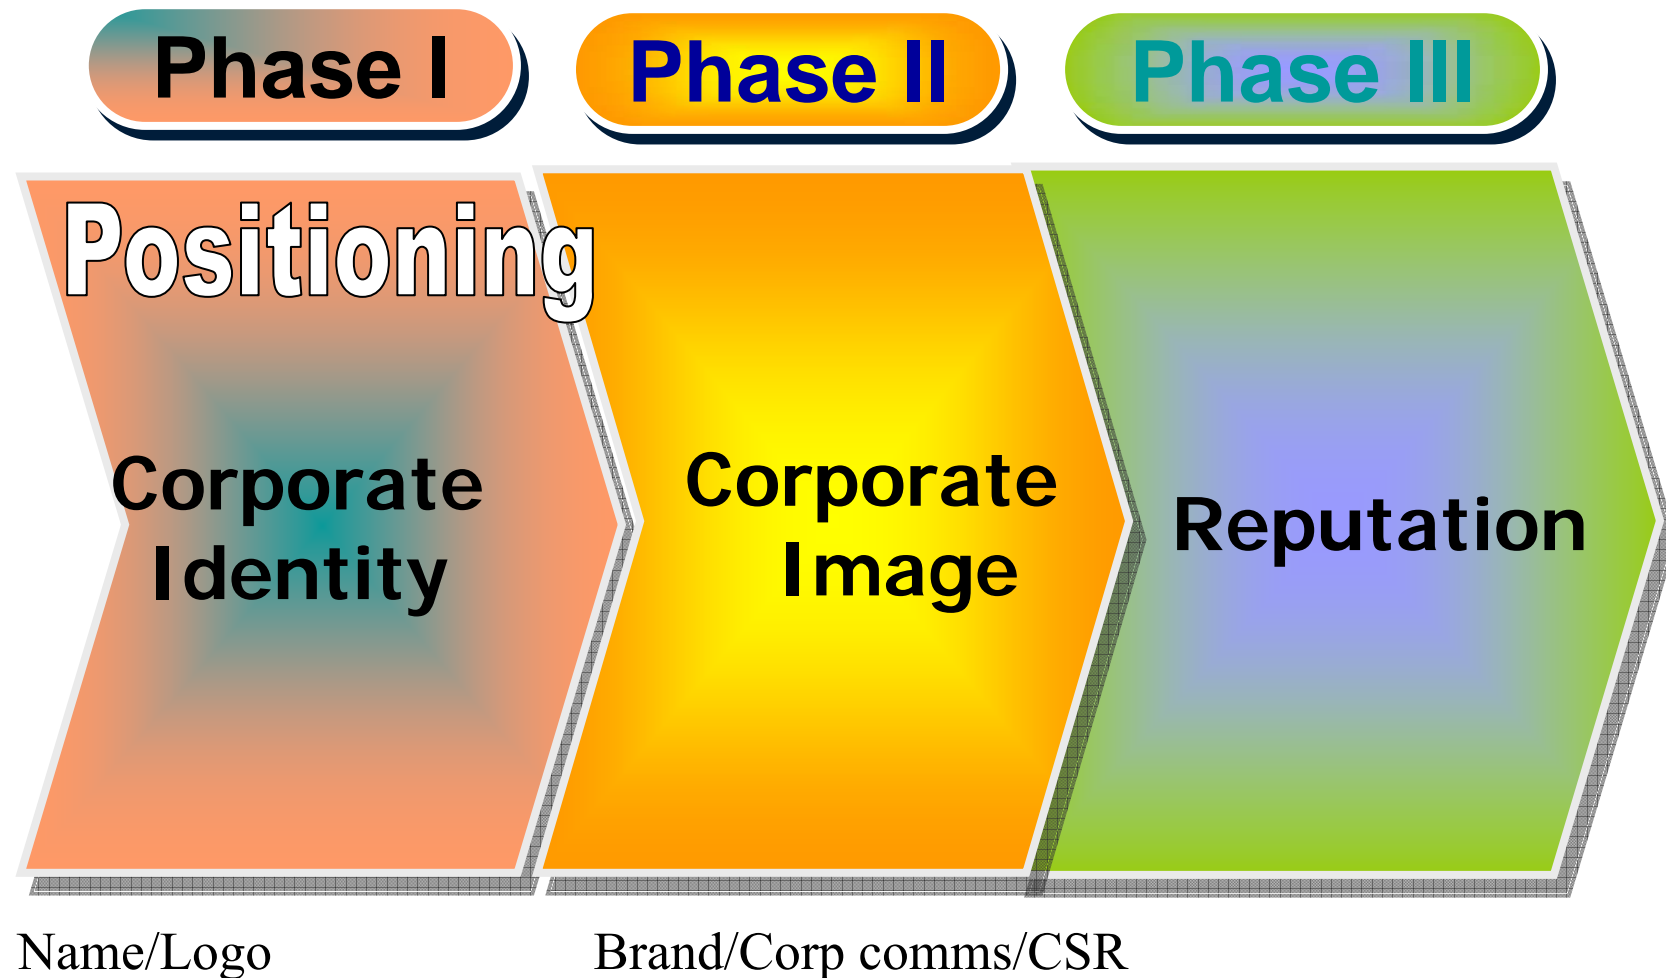 Phase I
Phase II
Phase III
Positioning
Corporate
Identity
Corporate
Image
Reputation
Name/Logo
Brand/Corp comms/CSR